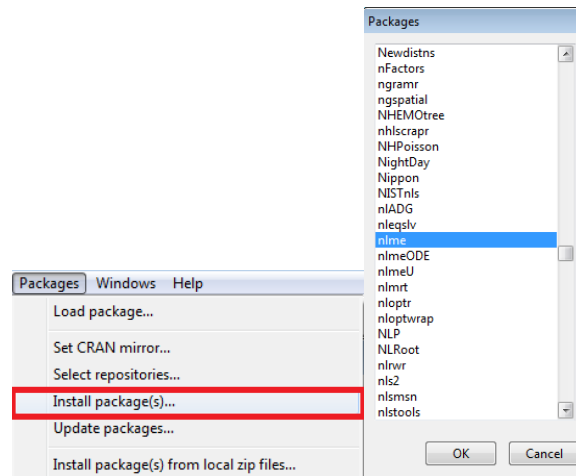 Packages
Newdistns
nFactors
ngramr
ngspatial
NHEMOtree
nhlscrapr
NHPoisson
NightDay
Nippon
NISTnls
nlADG
nleqslv
nlme
nlmeODE
nlmeU
nlmrt
nloptr
nloptwrap
NLP
NLRoot
nlrwr
nls2
nlsmsn
nlstools
OK Cancel
Packages Windows Help
Load package...
Set CRAN mirror...
Select repositories...
Install package(s)...
Update packages...
Install package(s) from local zip files...